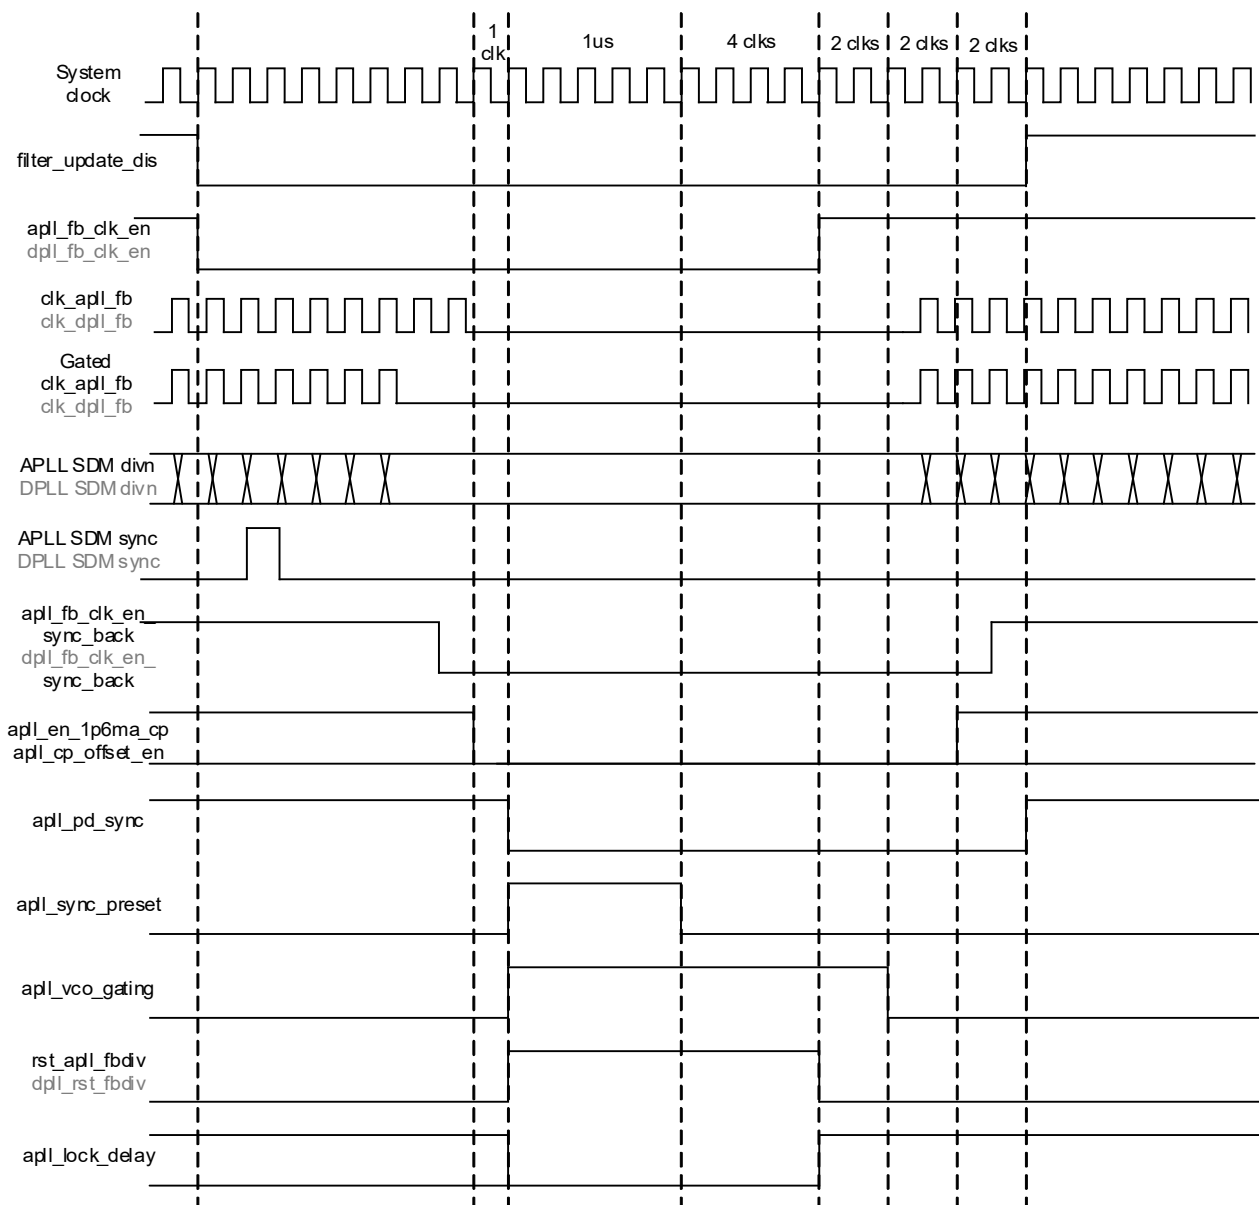 1
clk
1us
4 clks
2 clks
2 clks
2 clks
System
clock
filter_update_dis
apll_fb_clk_en
dpll_fb_clk_en
clk_apll_fb
clk_dpll_fb
Gated
clk_apll_fb
clk_dpll_fb
APLL SDM divn
DPLL SDM divn
APLL SDM sync
DPLL SDM sync
apll_fb_clk_en_
sync_back
dpll_fb_clk_en_
sync_back
apll_en_1p6ma_cp
apll_cp_offset_en
apll_pd_sync
apll_sync_preset
apll_vco_gating
rst_apll_fbdiv
dpll_rst_fbdiv
apll_lock_delay